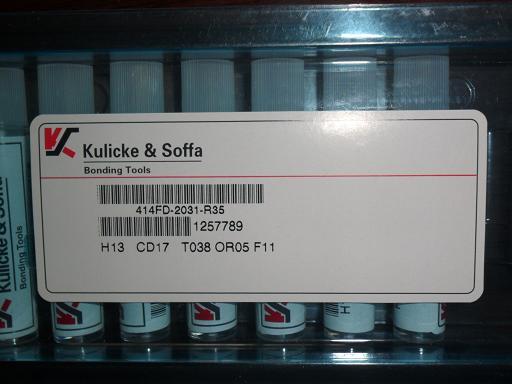 Kulicke & Soffa
Bonding Tools
414FD-2031-R35
1257789
H13 CD17 T038 OR05 F11
Kulicke & Soffa
Bonding Tools
H